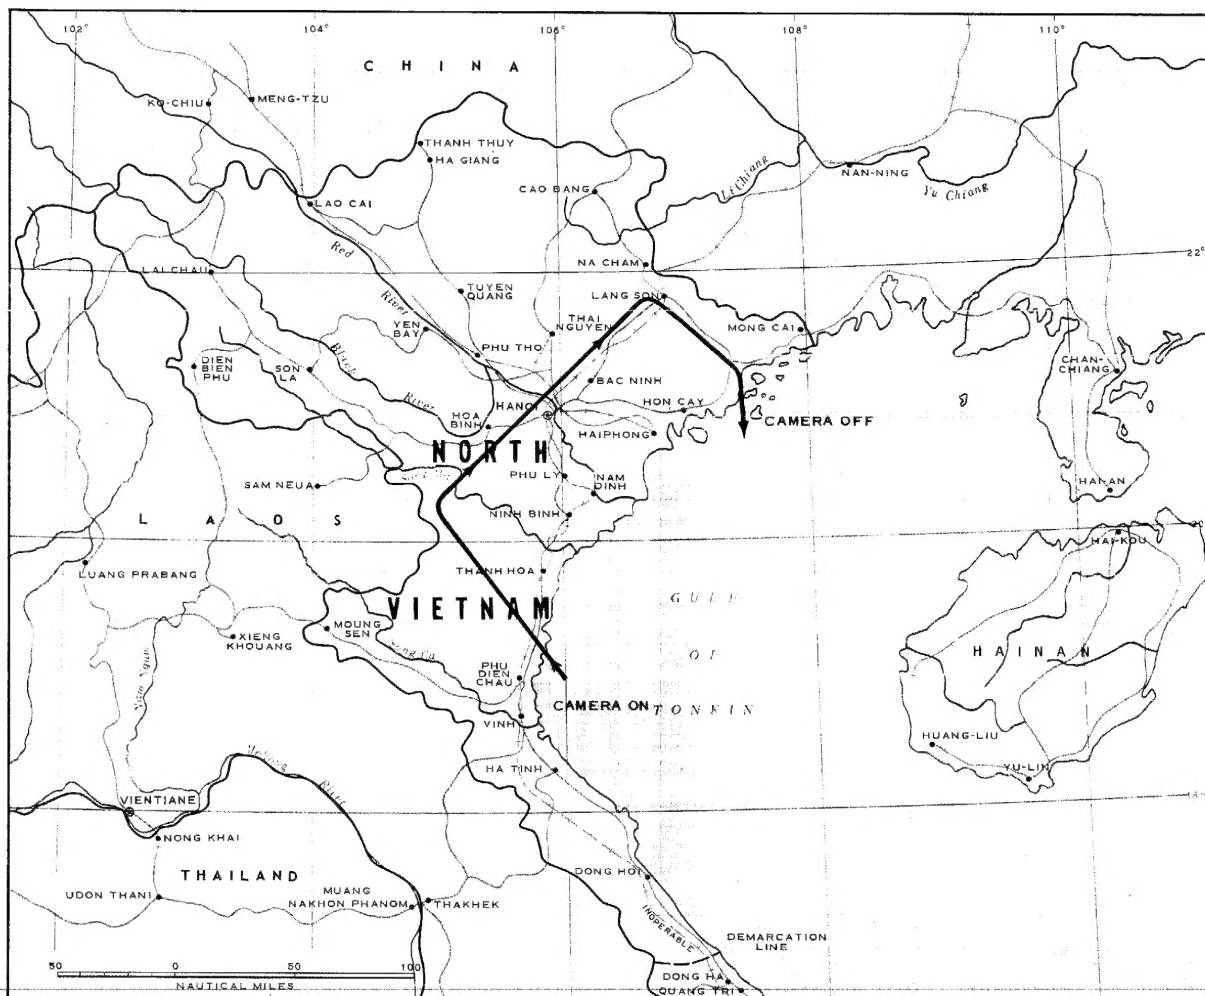 102°
104°
106°
108°
110°
CHINA
KO-CHIU
MENG-TZU
THANH THUY
HA GIANG
CAO BANG
Li Chiang
NAN-NING
Yu Chiang
LAO CAI
Red
River
LAI CHAU
NA CHAM
22°
TUYEN
QUANG
LANG SON
THAI
NGUYEN
MONG CAI
YEN
BAY
PHU THO
Black
River
DIEN
BIEN
PHU
SON
LA
BAC NINH
CHAN-
CHIANG
HANOI
HON CAY
HOA
BINH
CAMERA OFF
HAIPHONG
NORTH
PHU LY
NAM
DINH
SAM NEUA
HAI-AN
NINH BINH
LAOS
HAI-KOU
LUANG PRABANG
THANH HOA
GULF
OF
TONKIN
VIETNAM
MOUNG
SEN
XIENG
KHOUANG
Song Ca
HAINAN
PHU
DIEN
CHAU
CAMERA ON
VINH
HUANG-LIU
YU-LIN
HA TINH
Mekong
River
VIENTIANE
NONG KHAI
THAILAND
UDON THANI
MUANG
NAKHON PHANOM
THAKHEK
DONG HOI
INOPERABLE
DEMARCATION
LINE
DONG HA
QUANG TRI
50 0 50 100
NAUTICAL MILES